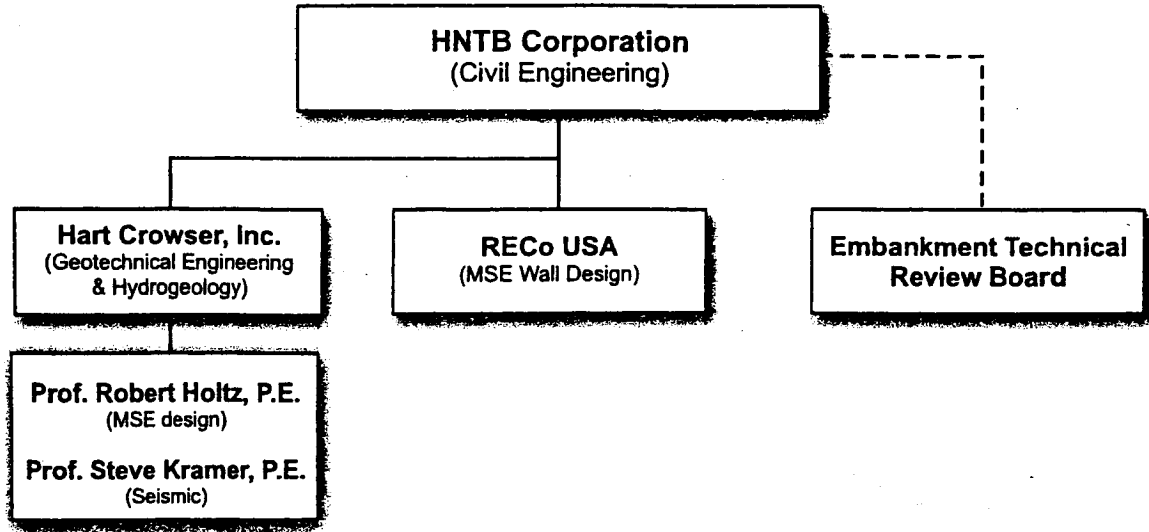 HNTB Corporation
(Civil Engineering)
Hart Crowser, Inc.
(Geotechnical Engineering
& Hydrogeology)
RECo USA
(MSE Wall Design)
Embankment Technical
Review Board
Prof. Robert Holtz, P.E.
(MSE design)
Prof. Steve Kramer, P.E.
(Seismic)